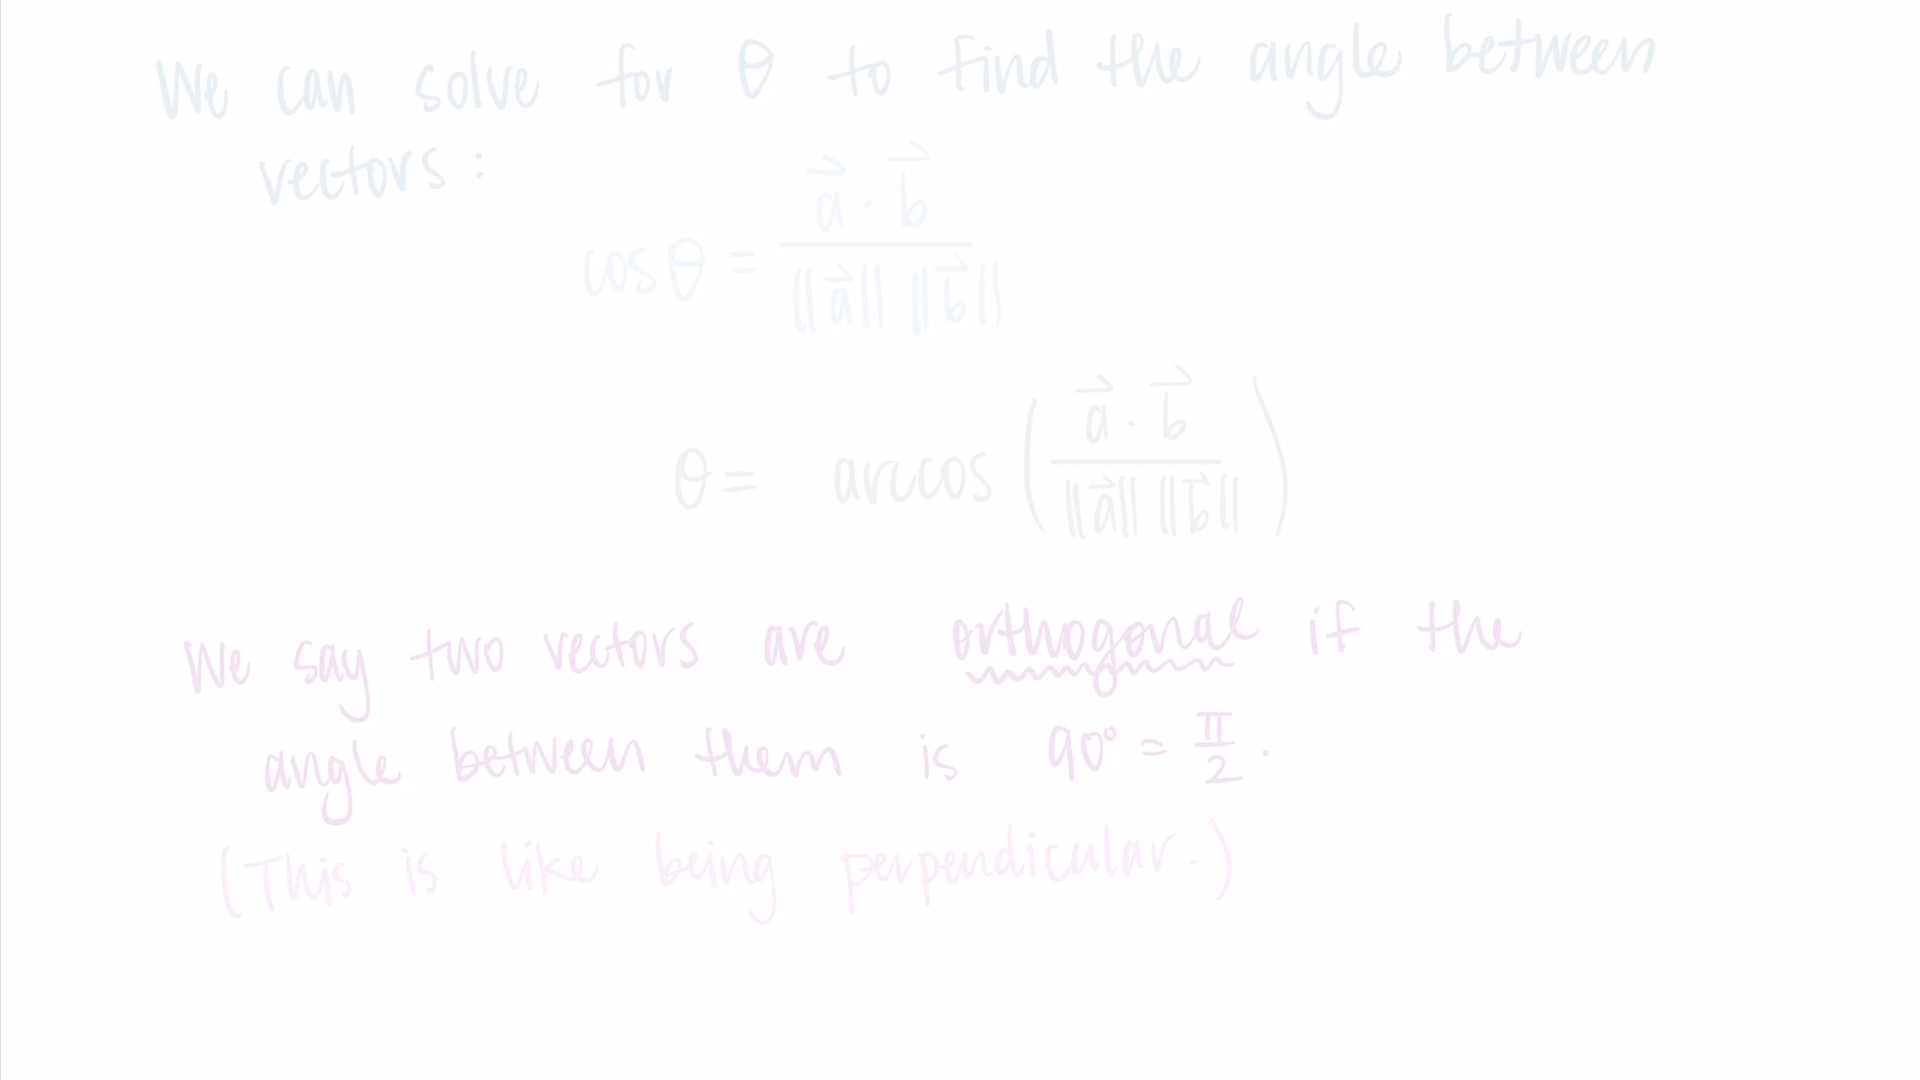 We can solve for θ to find the angle between
vectors:
cos θ = (a⃗ · b⃗) / (||a⃗|| ||b⃗||)
θ = arccos ( (a⃗ · b⃗) / (||a⃗|| ||b⃗||) )
We say two vectors are orthogonal if the
angle between them is 90° = π/2.
(This is like being perpendicular.)